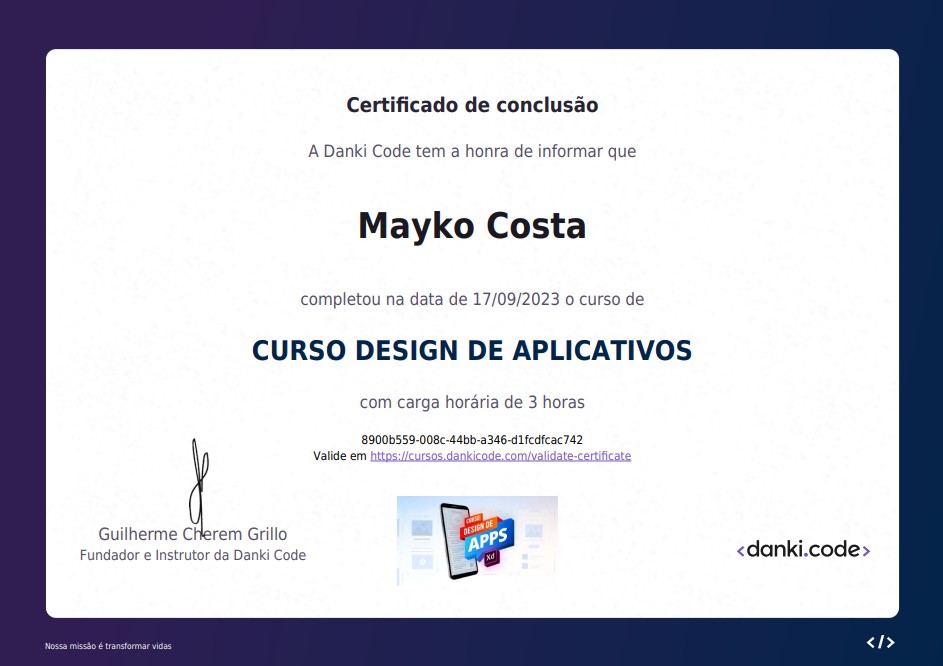 Certificado de conclusão
A Danki Code tem a honra de informar que
Mayko Costa
completou na data de 17/09/2023 o curso de
CURSO DESIGN DE APLICATIVOS
com carga horária de 3 horas
8900b559-008c-44bb-a346-d1fcdfcac742
Valide em https://cursos.dankicode.com/validate-certificate
Guilherme Cherem Grillo
Fundador e Instrutor da Danki Code
CURSO
DESIGN DE
APPS
Xd
<danki.code>
Nossa missão é transformar vidas
</>